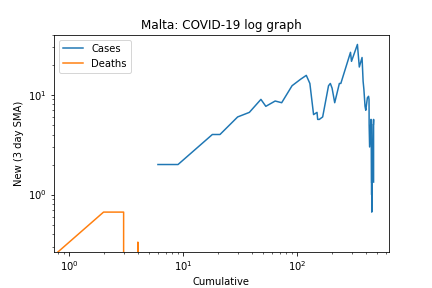 Malta: COVID-19 log graph
Cases
Deaths
New (3 day SMA)
10¹
10⁰
10⁰
10¹
10²
Cumulative